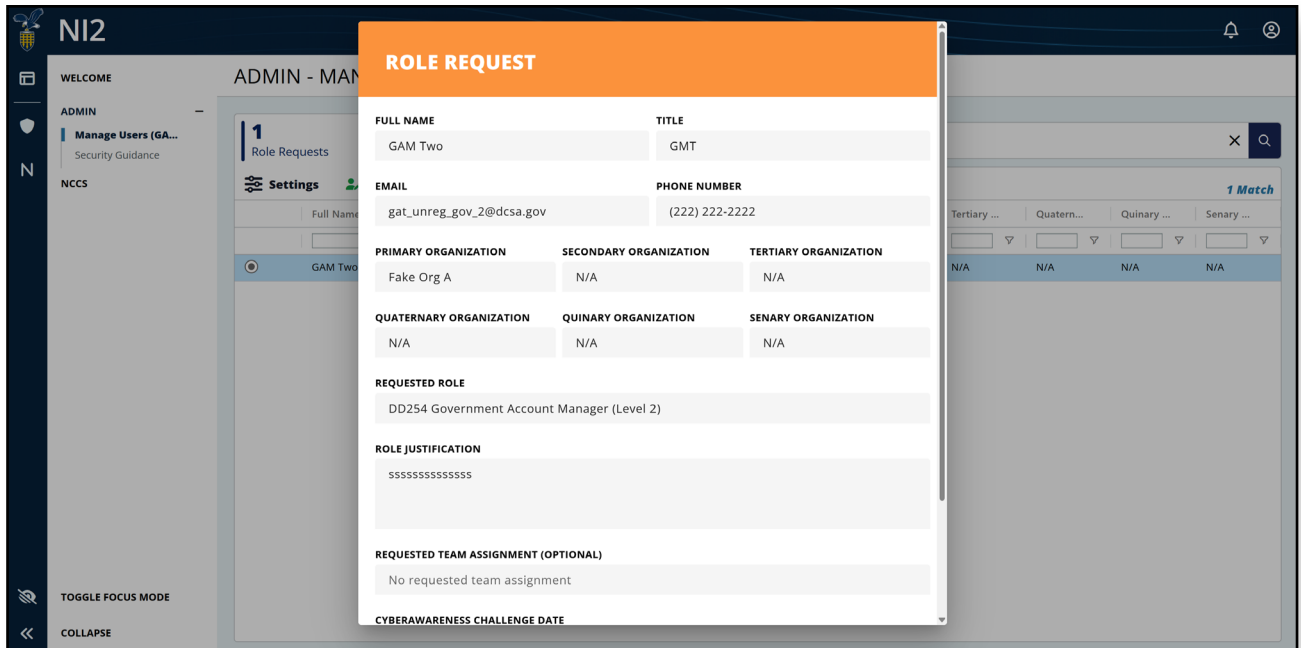 NI2
WELCOME
ADMIN
Manage Users (GA...
Security Guidance
NCCS
TOGGLE FOCUS MODE
COLLAPSE
ADMIN - MAN
1
Role Requests
Settings
1 Match
Full Name
Tertiary ...
Quatern...
Quinary ...
Senary ...
GAM Two
N/A
N/A
N/A
N/A
ROLE REQUEST
FULL NAME
TITLE
GAM Two
GMT
EMAIL
PHONE NUMBER
gat_unreg_gov_2@dcsa.gov
(222) 222-2222
PRIMARY ORGANIZATION
SECONDARY ORGANIZATION
TERTIARY ORGANIZATION
Fake Org A
N/A
N/A
QUATERNARY ORGANIZATION
QUINARY ORGANIZATION
SENARY ORGANIZATION
N/A
N/A
N/A
REQUESTED ROLE
DD254 Government Account Manager (Level 2)
ROLE JUSTIFICATION
ssssssssssssss
REQUESTED TEAM ASSIGNMENT (OPTIONAL)
No requested team assignment
CYBERAWARENESS CHALLENGE DATE